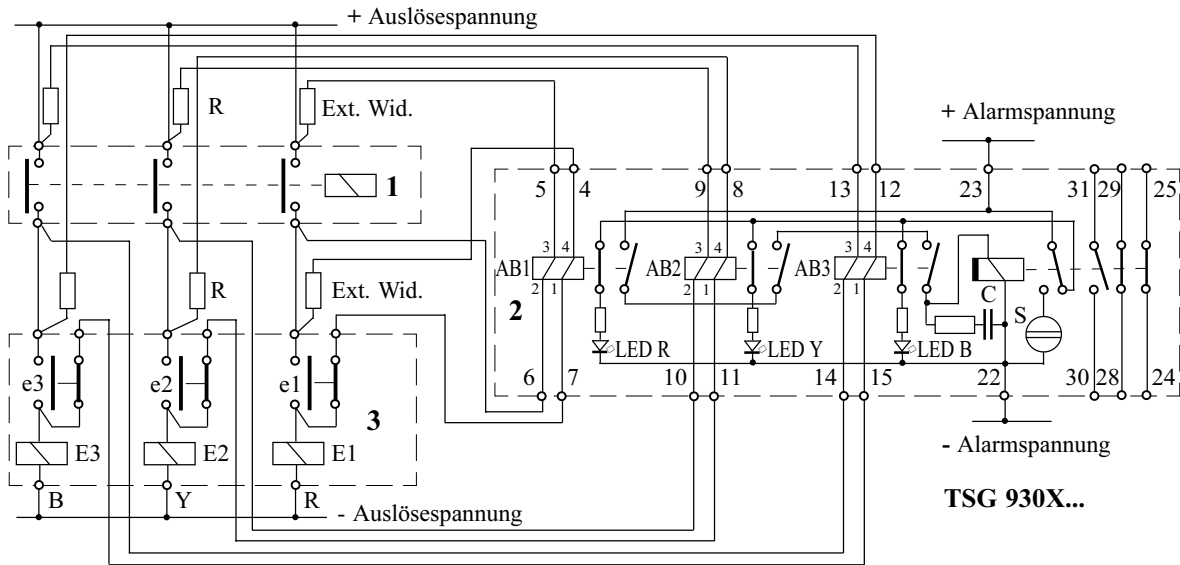 + Auslösespannung
R
Ext. Wid.
+ Alarmspannung
1
5 4 9 8 13 12 23 31 29 25
3 4 3 4 3 4
AB1 AB2 AB3
2 1 2 1 2 1
R
Ext. Wid.
2
C
S
LED R LED Y LED B
e3 e2 e1
6 7 10 11 14 15 22 30 28 24
3
E3 E2 E1
- Alarmspannung
B Y R
TSG 930X...
- Auslösespannung